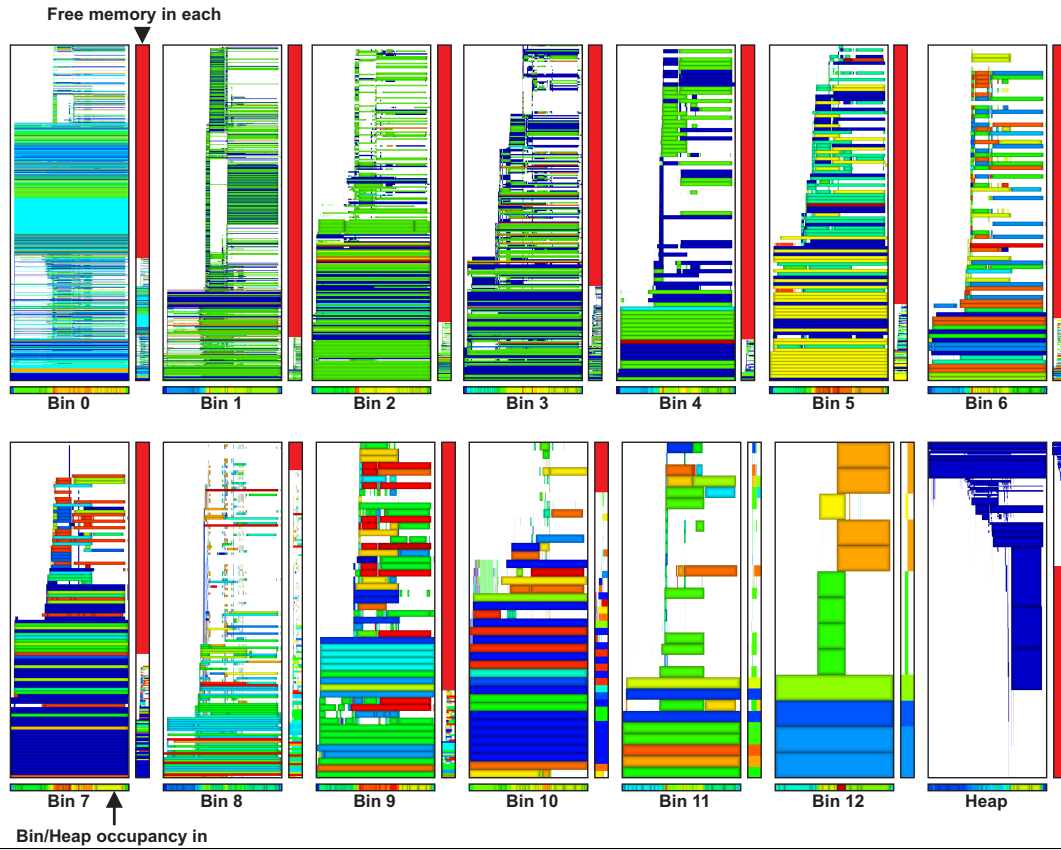 Free memory in each
Bin 0
Bin 1
Bin 2
Bin 3
Bin 4
Bin 5
Bin 6
Bin 7
Bin 8
Bin 9
Bin 10
Bin 11
Bin 12
Heap
Bin/Heap occupancy in